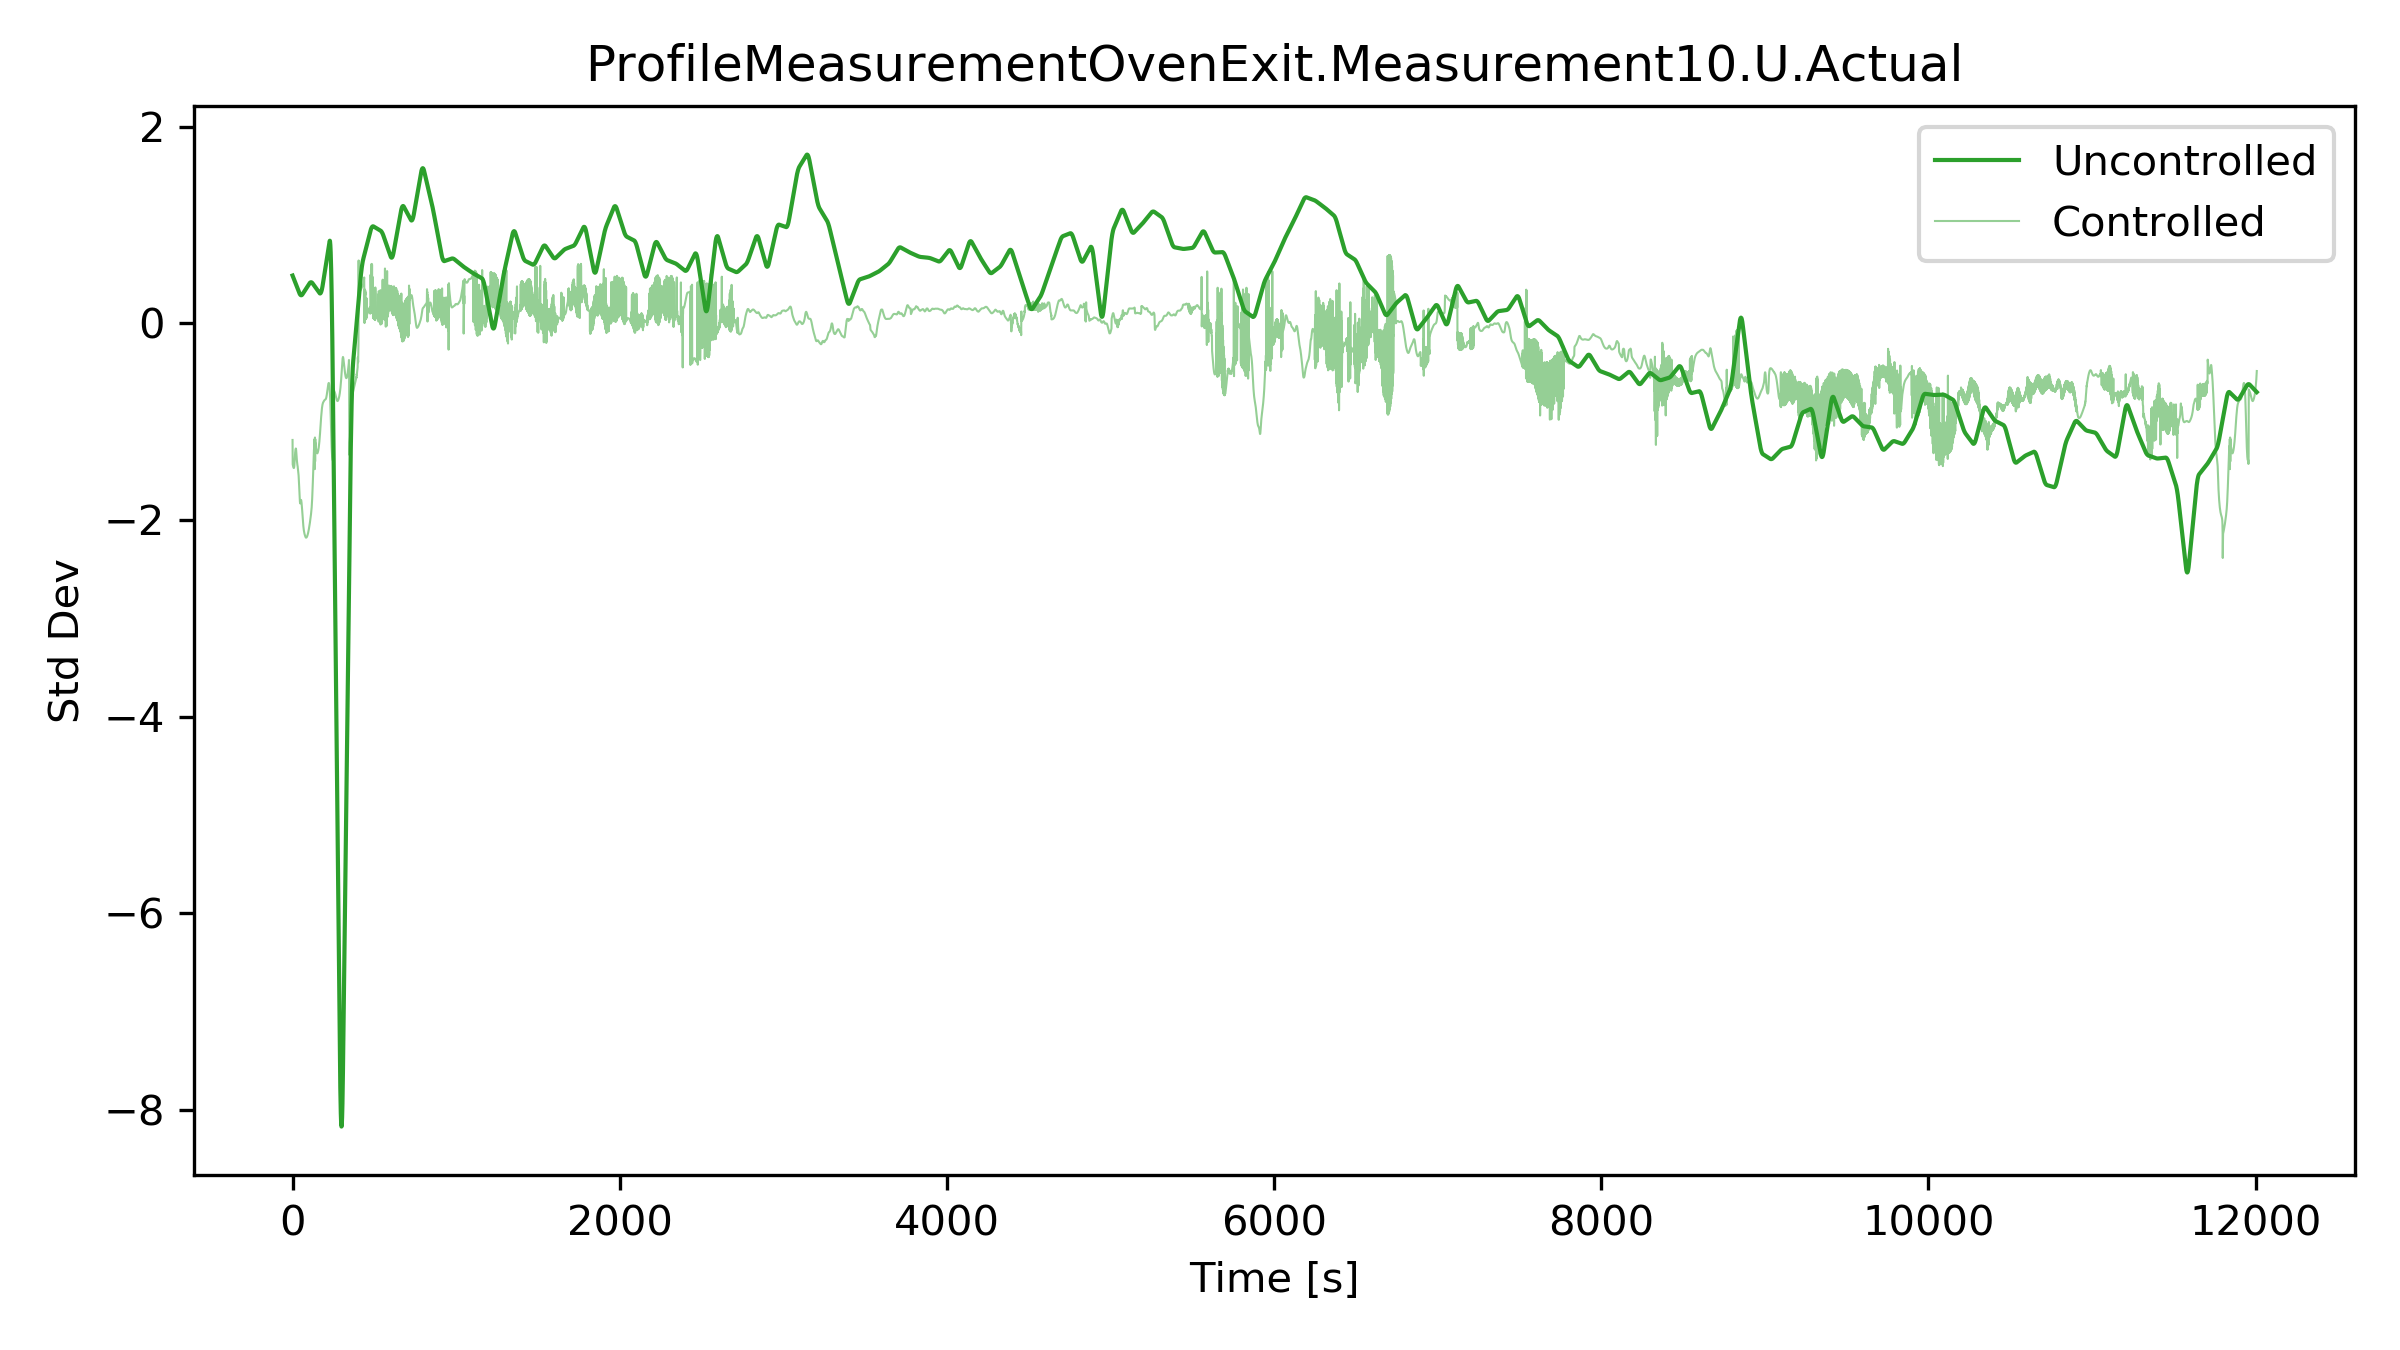 ProfileMeasurementOvenExit.Measurement10.U.Actual
Uncontrolled
Controlled
2
0
−2
−4
−6
−8
Std Dev
0 2000 4000 6000 8000 10000 12000
Time [s]